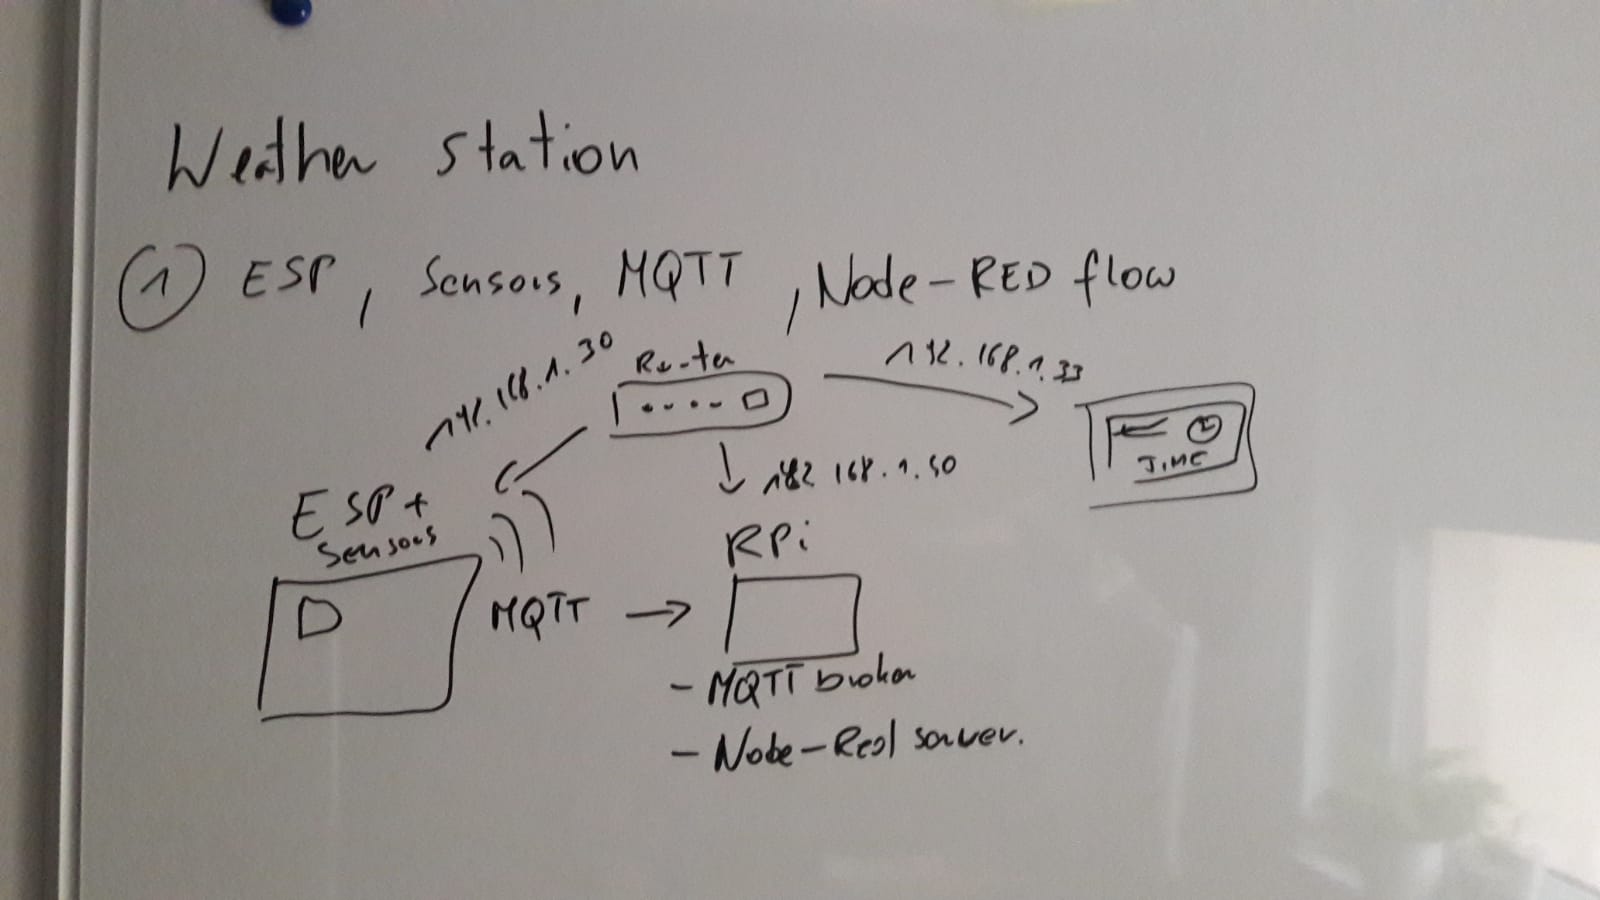 Weather station
1 ESP, Sensors, MQTT, Node-RED flow
192.168.1.30
Router
192.168.1.33
TIME
192 168.1.50
ESP +
Sensors
RPi
MQTT →
- MQTT broker
- Node-Red server.